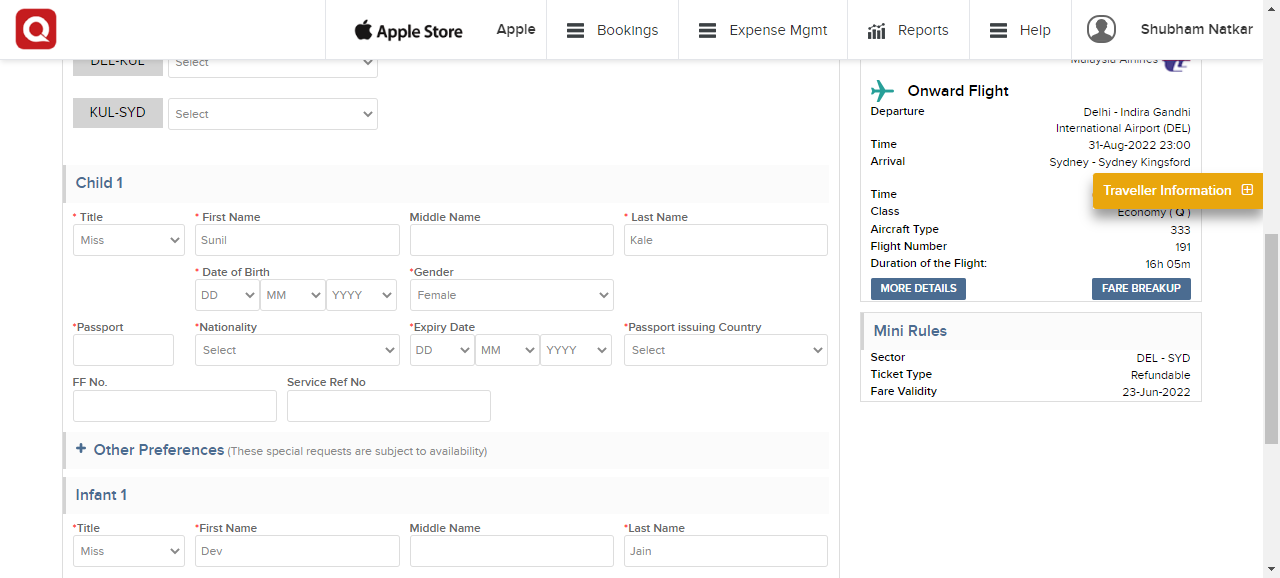 Apple Store Apple Bookings Expense Mgmt Reports Help Shubham Natkar
DEL-KUL Select
KUL-SYD Select
Child 1
* Title * First Name Middle Name * Last Name
Miss Sunil Kale
* Date of Birth *Gender
DD MM YYYY Female
*Passport *Nationality *Expiry Date *Passport issuing Country
Select DD MM YYYY Select
FF No. Service Ref No
+ Other Preferences (These special requests are subject to availability)
Infant 1
*Title *First Name Middle Name *Last Name
Miss Dev Jain
Malaysia Airlines
Onward Flight
Departure Delhi - Indira Gandhi
International Airport (DEL)
Time 31-Aug-2022 23:00
Arrival Sydney - Sydney Kingsford
Traveller Information
Time
Class Economy ( Q )
Aircraft Type 333
Flight Number 191
Duration of the Flight: 16h 05m
MORE DETAILS FARE BREAKUP
Mini Rules
Sector DEL - SYD
Ticket Type Refundable
Fare Validity 23-Jun-2022